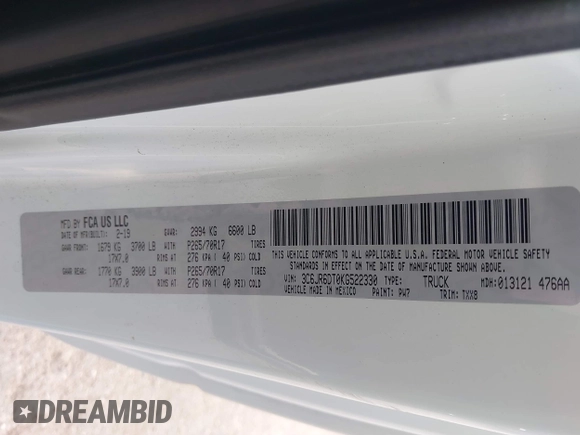 MFD BY FCA US LLC
DATE OF MFR(BUILT): 2-19 GVWR: 2994 KG 6600 LB
GAWR FRONT: 1679 KG 3700 LB WITH P265/70R17 TIRES
17X7.0 RIMS AT 276 KPA ( 40 PSI) COLD
GAWR REAR: 1770 KG 3900 LB WITH P265/70R17 TIRES
17X7.0 RIMS AT 276 KPA ( 40 PSI) COLD
THIS VEHICLE CONFORMS TO ALL APPLICABLE U.S.A. FEDERAL MOTOR VEHICLE SAFETY
STANDARDS IN EFFECT ON THE DATE OF MANUFACTURE SHOWN ABOVE.
VIN: 3C6JR6DT0KG522330 TYPE: TRUCK MDH: 013121 476AA
VEHICLE MADE IN MEXICO PAINT: PW7 TRIM: TXX9
DREAMBID